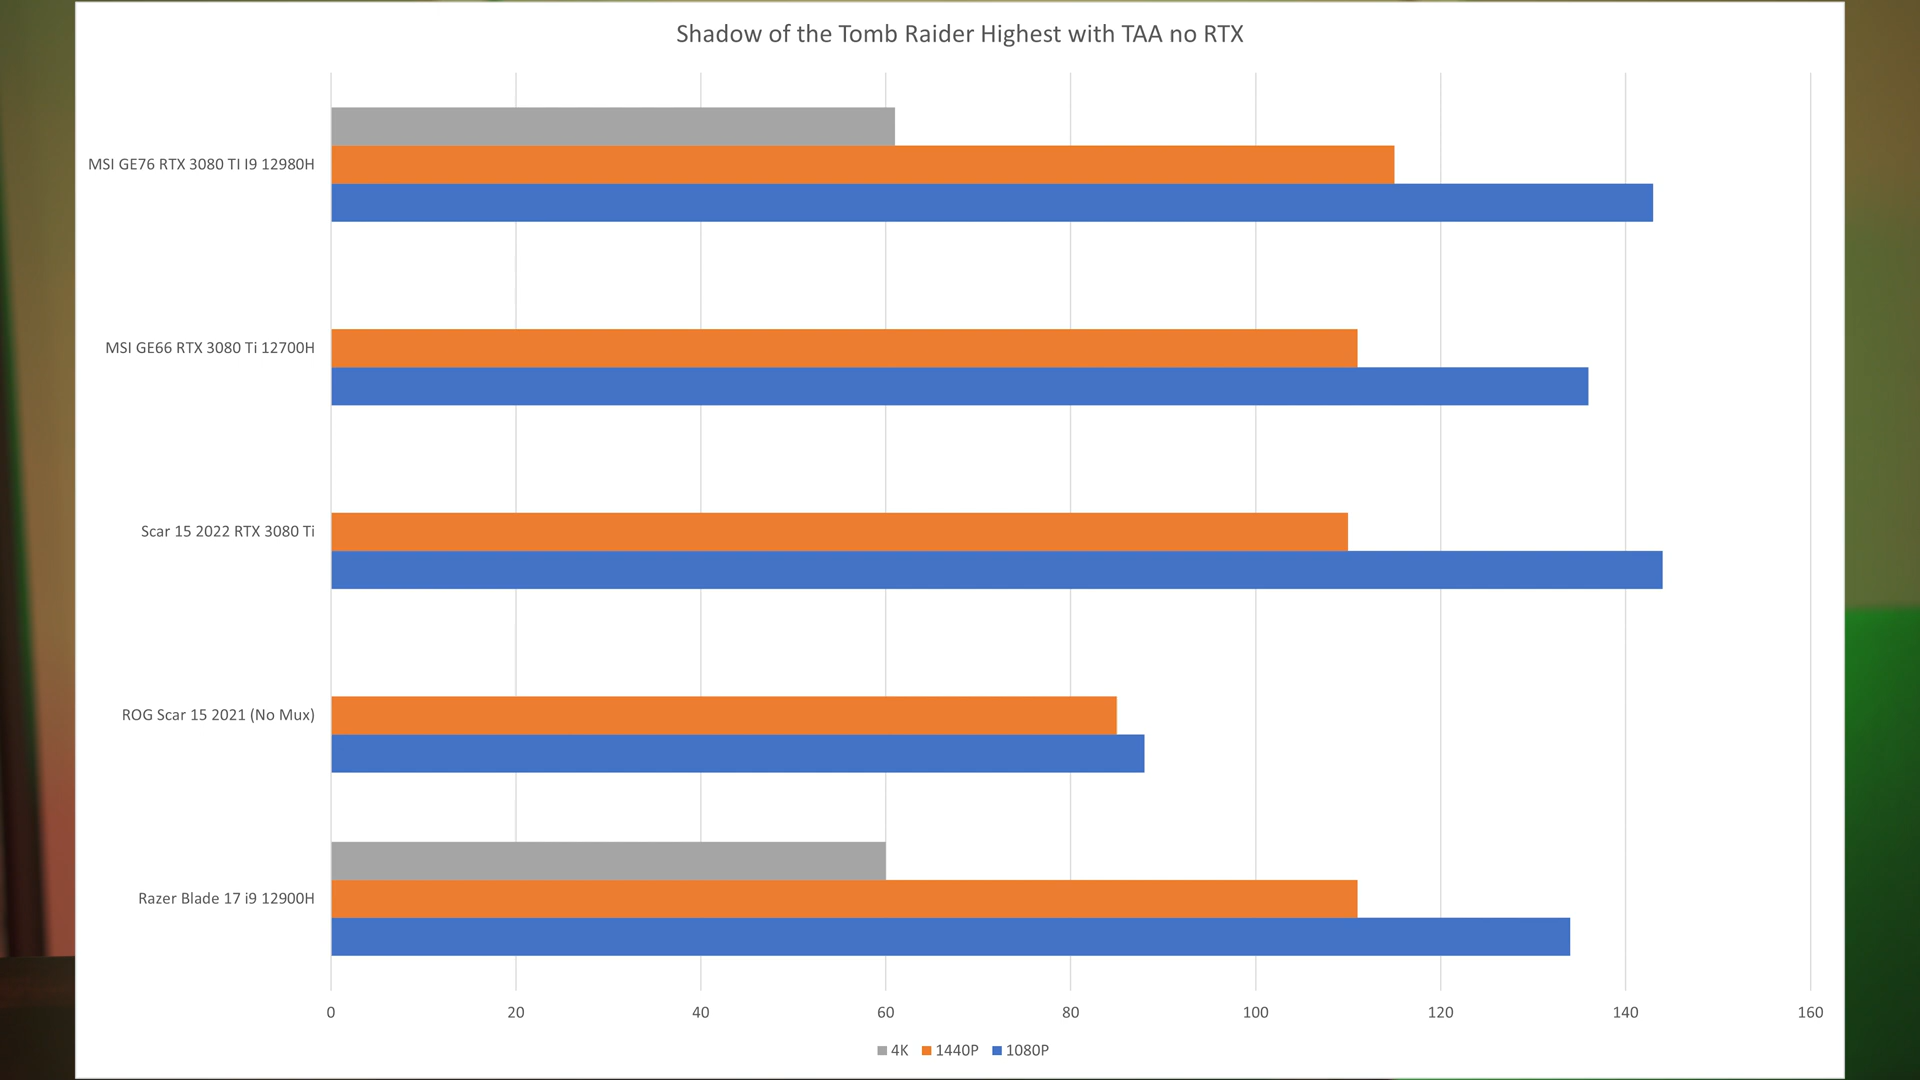 Shadow of the Tomb Raider Highest with TAA no RTX
MSI GE76 RTX 3080 TI I9 12980H
MSI GE66 RTX 3080 Ti 12700H
Scar 15 2022 RTX 3080 Ti
ROG Scar 15 2021 (No Mux)
Razer Blade 17 i9 12900H
0 20 40 60 80 100 120 140 160
4K 1440P 1080P